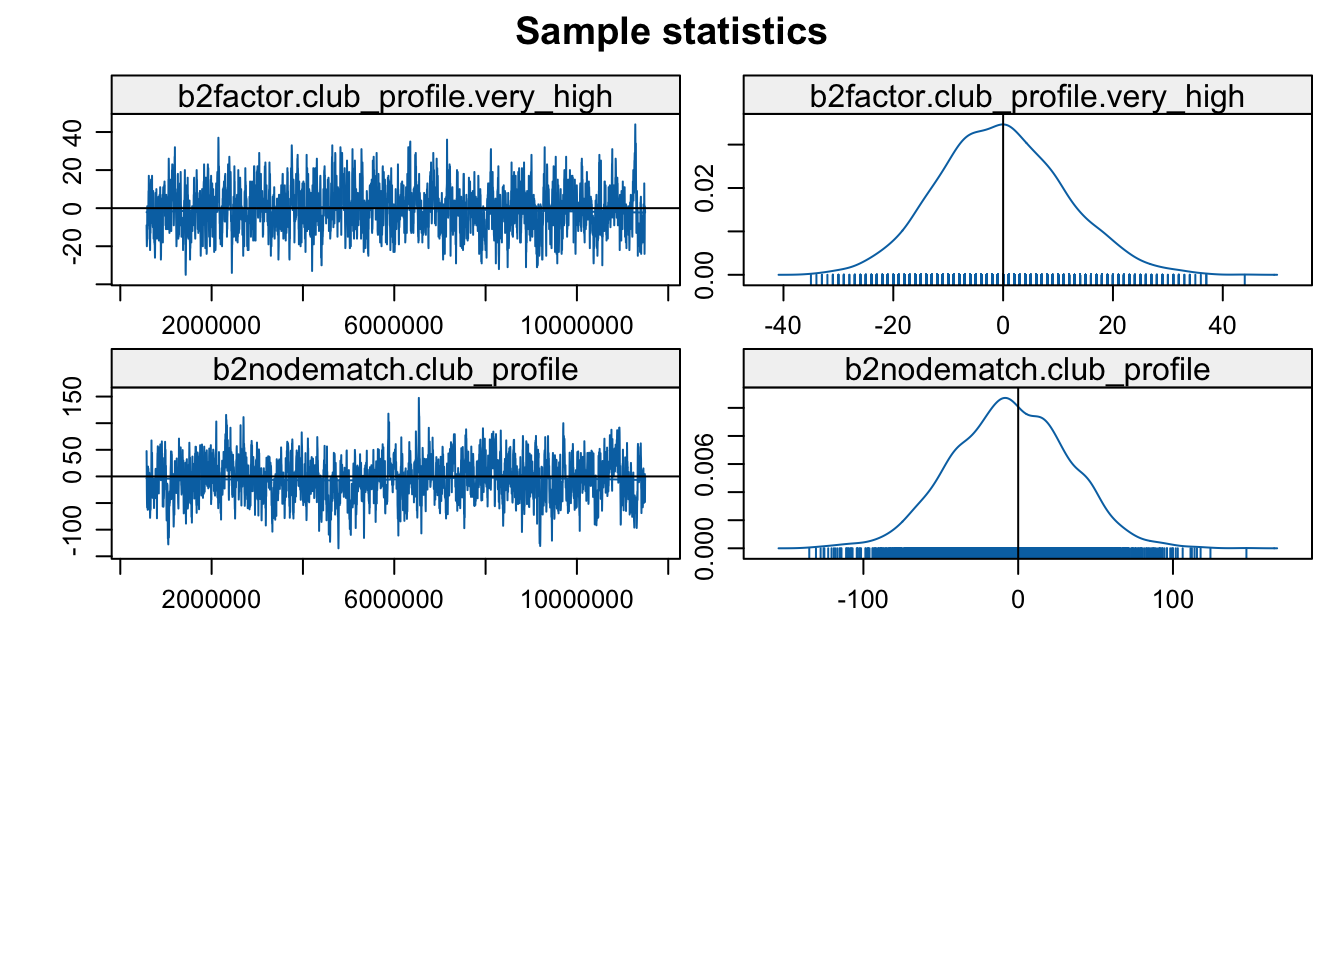 Sample statistics
b2factor.club_profile.very_high
b2factor.club_profile.very_high
40
20
0
-20
2000000 6000000 10000000
0.02
0.00
-40 -20 0 20 40
b2nodematch.club_profile
b2nodematch.club_profile
150
50
0
-100
2000000 6000000 10000000
0.006
0.000
-100 0 100